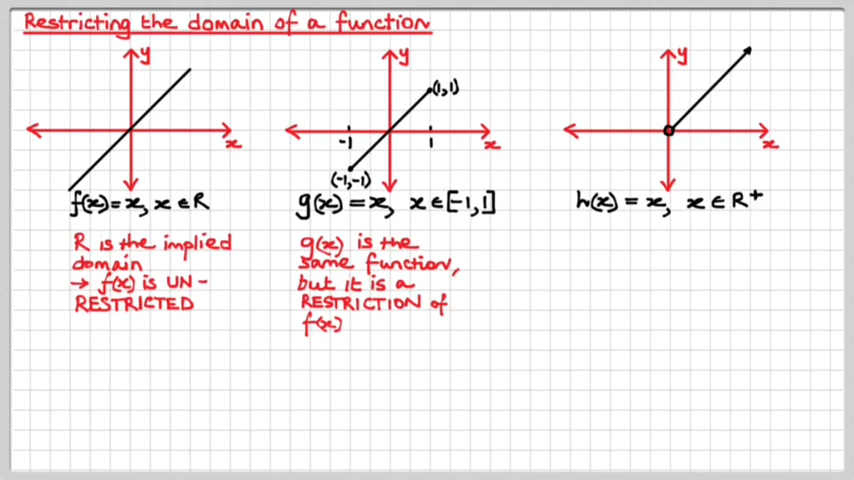 Restricting the domain of a function
y
x
f(x)=x, x ∈ R
R is the implied
domain
→ f(x) is UN-
RESTRICTED
y
(1,1)
-1
1
x
(-1,-1)
g(x) = x, x ∈ [-1,1]
g(x) is the
same function,
but it is a
RESTRICTION of
f(x)
y
x
h(x) = x, x ∈ R+